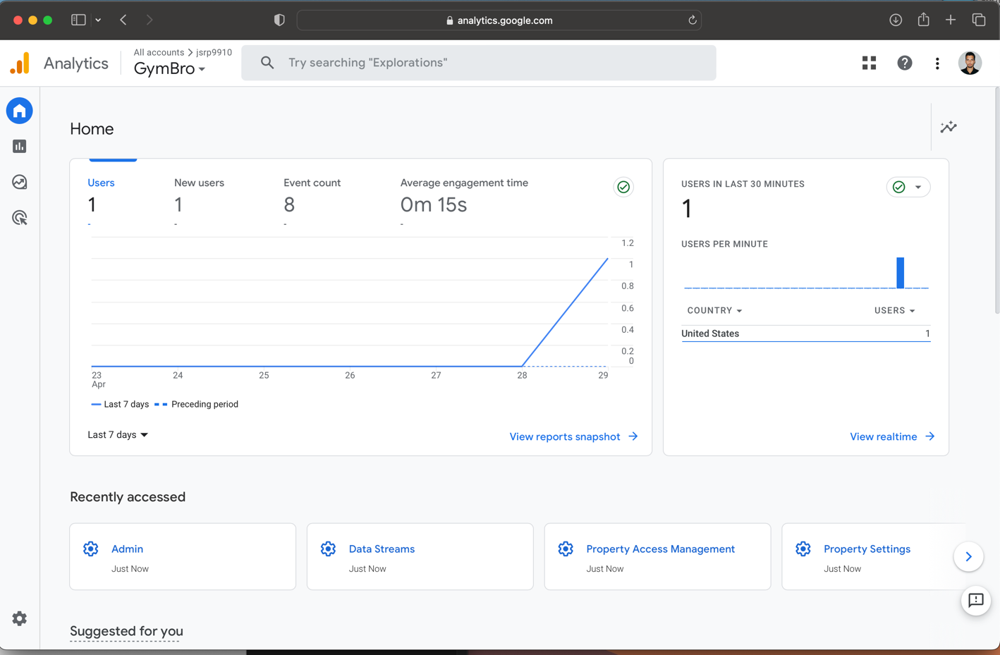 analytics.google.com
Analytics
All accounts > jsrp9910
GymBro
Try searching "Explorations"
Home
Users
1
-
New users
1
-
Event count
8
-
Average engagement time
0m 15s
-
1.2
1
0.8
0.6
0.4
0.2
0
23 24 25 26 27 28 29
Apr
Last 7 days Preceding period
Last 7 days
View reports snapshot
USERS IN LAST 30 MINUTES
1
USERS PER MINUTE
COUNTRY USERS
United States 1
View realtime
Recently accessed
Admin
Just Now
Data Streams
Just Now
Property Access Management
Just Now
Property Settings
Just Now
Suggested for you